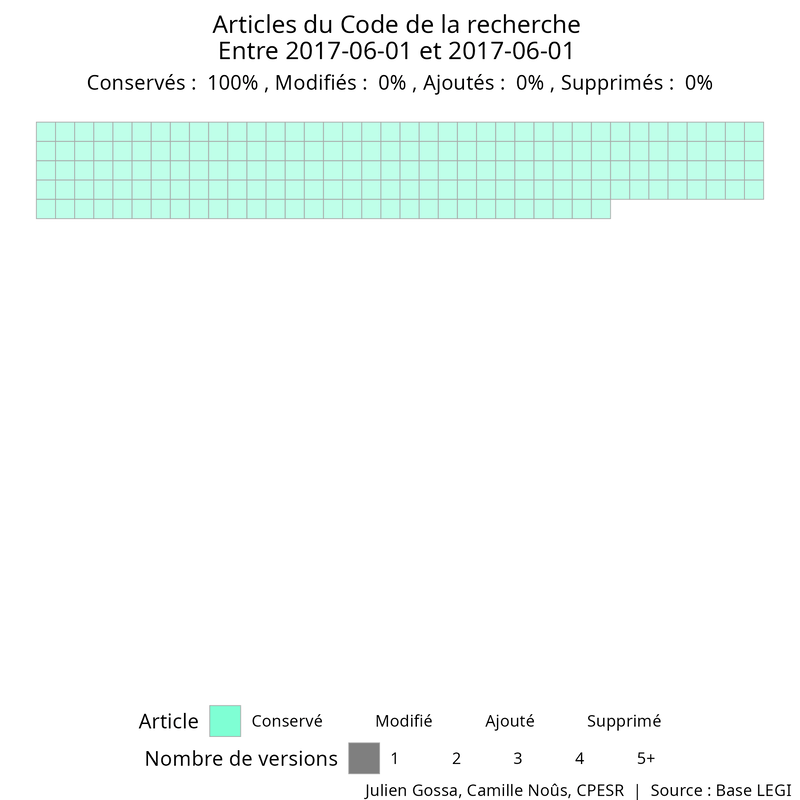 Articles du Code de la recherche
Entre 2017-06-01 et 2017-06-01
Conservés :  100% , Modifiés :  0% , Ajoutés :  0% , Supprimés :  0%
Article Conservé Modifié Ajouté Supprimé
Nombre de versions 1 2 3 4 5+
Julien Gossa, Camille Noûs, CPESR  |  Source : Base LEGI